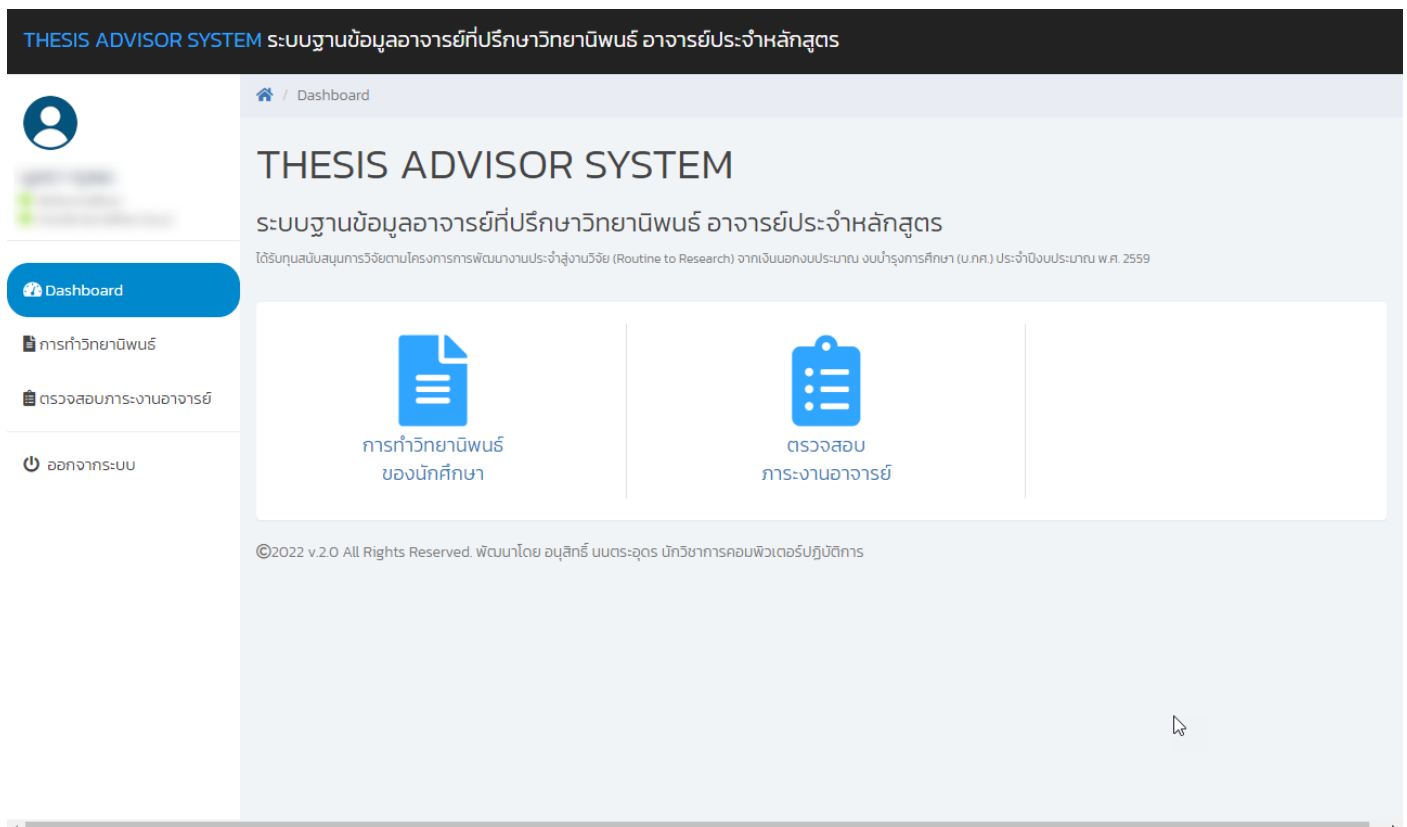 THESIS ADVISOR SYSTEM ระบบฐานข้อมูลอาจารย์ที่ปรึกษาวิทยานิพนธ์ อาจารย์ประจำหลักสูตร
/ Dashboard
THESIS ADVISOR SYSTEM
ระบบฐานข้อมูลอาจารย์ที่ปรึกษาวิทยานิพนธ์ อาจารย์ประจำหลักสูตร
ได้รับทุนสนับสนุนการวิจัยตามโครงการการพัฒนางานประจำสู่งานวิจัย (Routine to Research) จากเงินนอกงบประมาณ งบบำรุงการศึกษา (บ.กศ.) ประจำปีงบประมาณ พ.ศ. 2559
Dashboard
การทำวิทยานิพนธ์
ตรวจสอบภาระงานอาจารย์
ออกจากระบบ
การทำวิทยานิพนธ์
ของนักศึกษา
ตรวจสอบ
ภาระงานอาจารย์
©2022 v.2.0 All Rights Reserved. พัฒนาโดย อนุสิทธิ์ นนตระอุดร นักวิชาการคอมพิวเตอร์ปฏิบัติการ